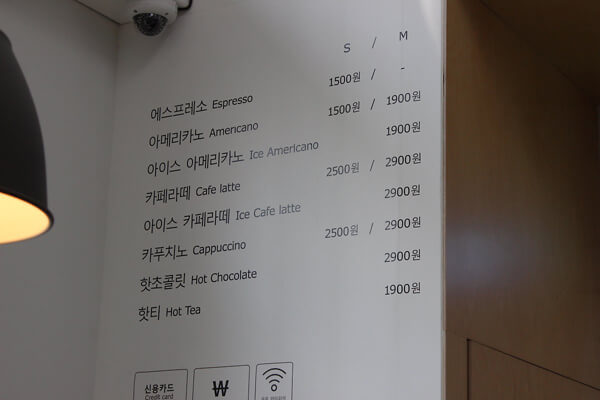 S / M
에스프레소 Espresso 1500원 / -
아메리카노 Americano 1500원 / 1900원
아이스 아메리카노 Ice Americano 1900원
카페라떼 Cafe latte 2500원 / 2900원
아이스 카페라떼 Ice Cafe latte 2900원
카푸치노 Cappuccino 2500원 / 2900원
핫초콜릿 Hot Chocolate 2900원
핫티 Hot Tea 1900원
신용카드
Credit card
₩